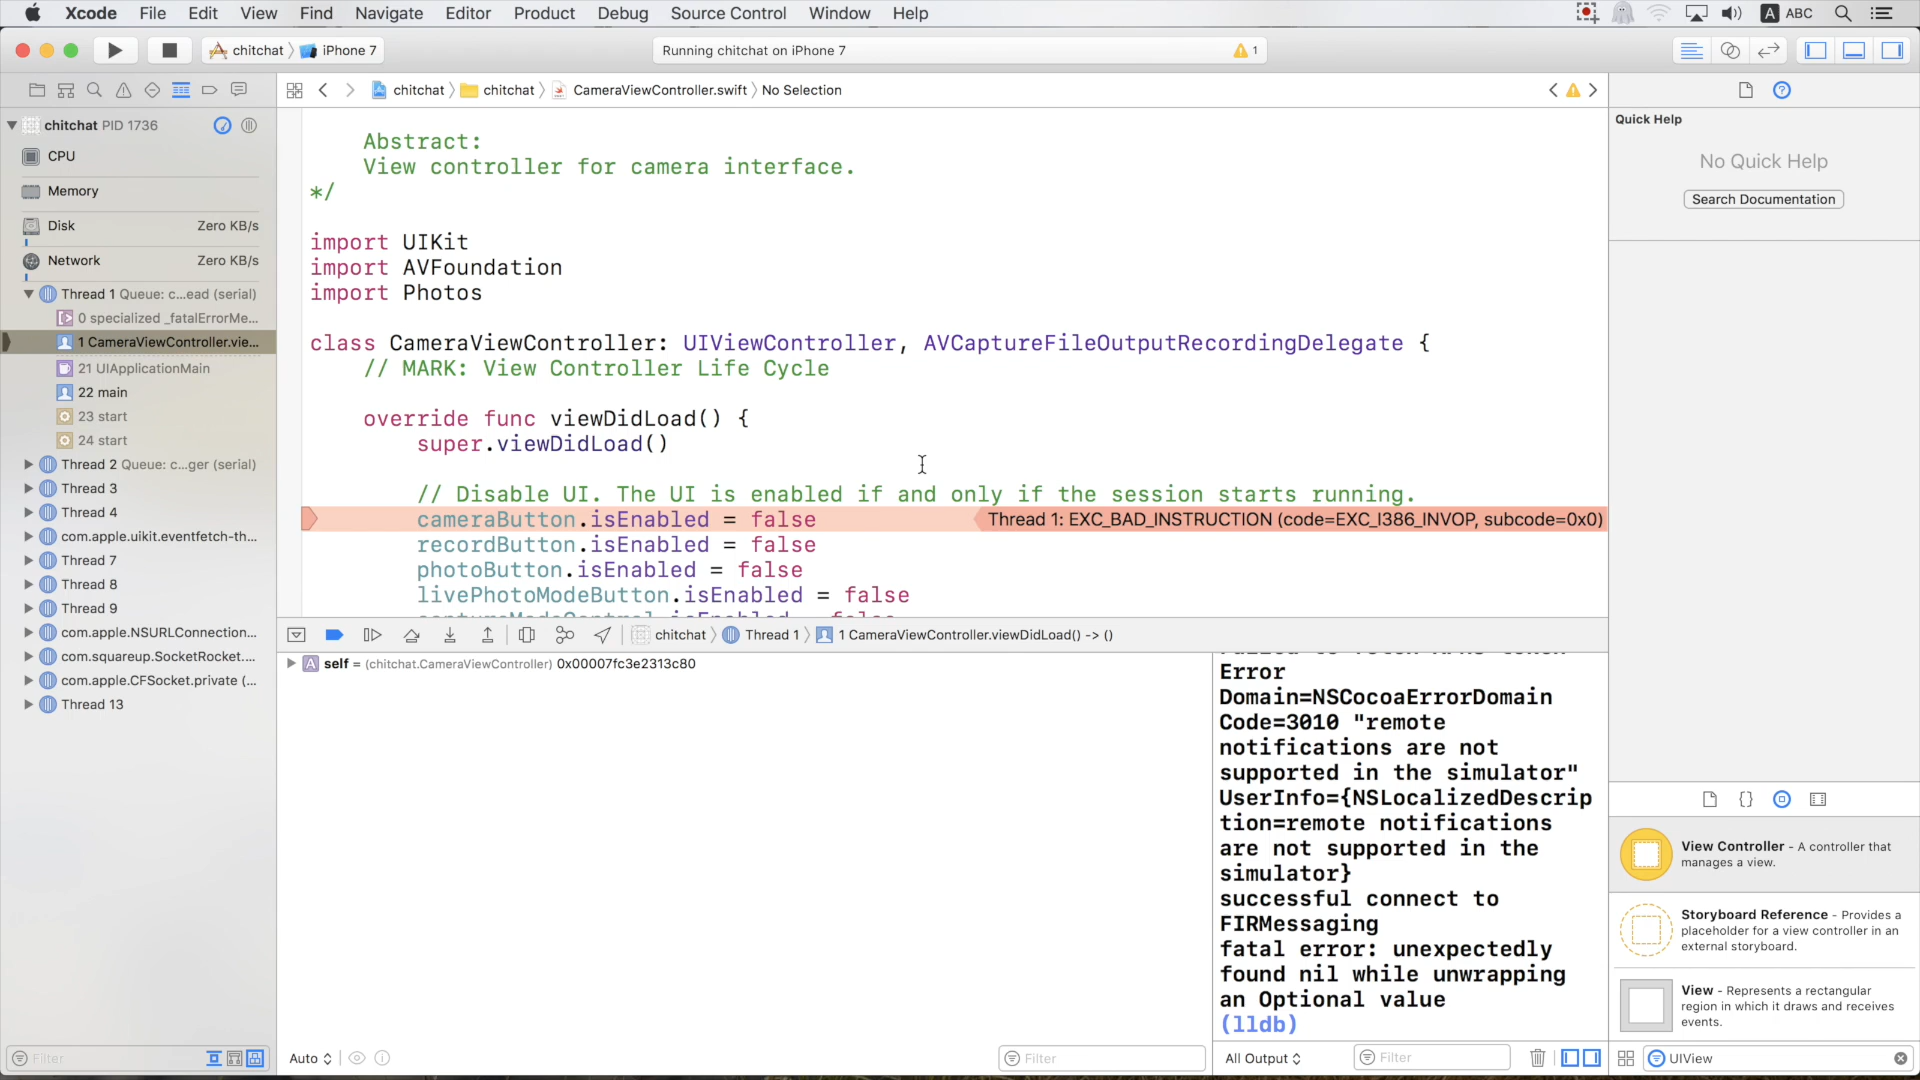 Xcode File Edit View Find Navigate Editor Product Debug Source Control Window Help A ABC
chitchat iPhone 7 Running chitchat on iPhone 7 1
chitchat chitchat CameraViewController.swift No Selection
chitchat PID 1736
CPU
Memory
Disk Zero KB/s
Network Zero KB/s
Thread 1 Queue: c...ead (serial)
0 specialized _fatalErrorMe...
1 CameraViewController.vie...
21 UIApplicationMain
22 main
23 start
24 start
Thread 2 Queue: c...ger (serial)
Thread 3
Thread 4
com.apple.uikit.eventfetch-th...
Thread 7
Thread 8
Thread 9
com.apple.NSURLConnection...
com.squareup.SocketRocket....
com.apple.CFSocket.private (...
Thread 13
Filter
Abstract:
View controller for camera interface.
*/
import UIKit
import AVFoundation
import Photos
class CameraViewController: UIViewController, AVCaptureFileOutputRecordingDelegate {
// MARK: View Controller Life Cycle
override func viewDidLoad() {
super.viewDidLoad()
// Disable UI. The UI is enabled if and only if the session starts running.
cameraButton.isEnabled = false Thread 1: EXC_BAD_INSTRUCTION (code=EXC_I386_INVOP, subcode=0x0)
recordButton.isEnabled = false
photoButton.isEnabled = false
livePhotoModeButton.isEnabled = false
chitchat Thread 1 1 CameraViewController.viewDidLoad() -> ()
A self = (chitchat.CameraViewController) 0x00007fc3e2313c80
Auto
Filter
Error
Domain=NSCocoaErrorDomain
Code=3010 "remote
notifications are not
supported in the simulator"
UserInfo={NSLocalizedDescrip
tion=remote notifications
are not supported in the
simulator}
successful connect to
FIRMessaging
fatal error: unexpectedly
found nil while unwrapping
an Optional value
(lldb)
All Output
Filter
Quick Help
No Quick Help
Search Documentation
View Controller - A controller that
manages a view.
Storyboard Reference - Provides a
placeholder for a view controller in an
external storyboard.
View - Represents a rectangular
region in which it draws and receives
events.
UIView